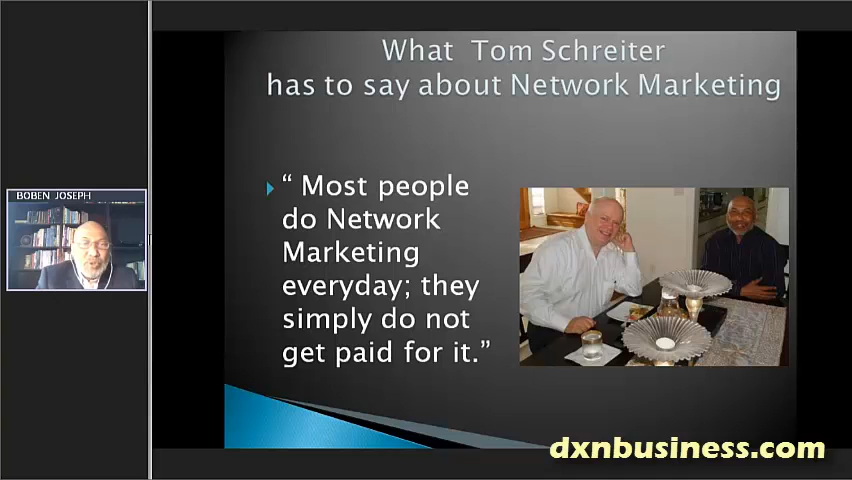 What Tom Schreiter
has to say about Network Marketing
BOBEN JOSEPH
“ Most people
do Network
Marketing
everyday; they
simply do not
get paid for it.”
dxnbusiness.com